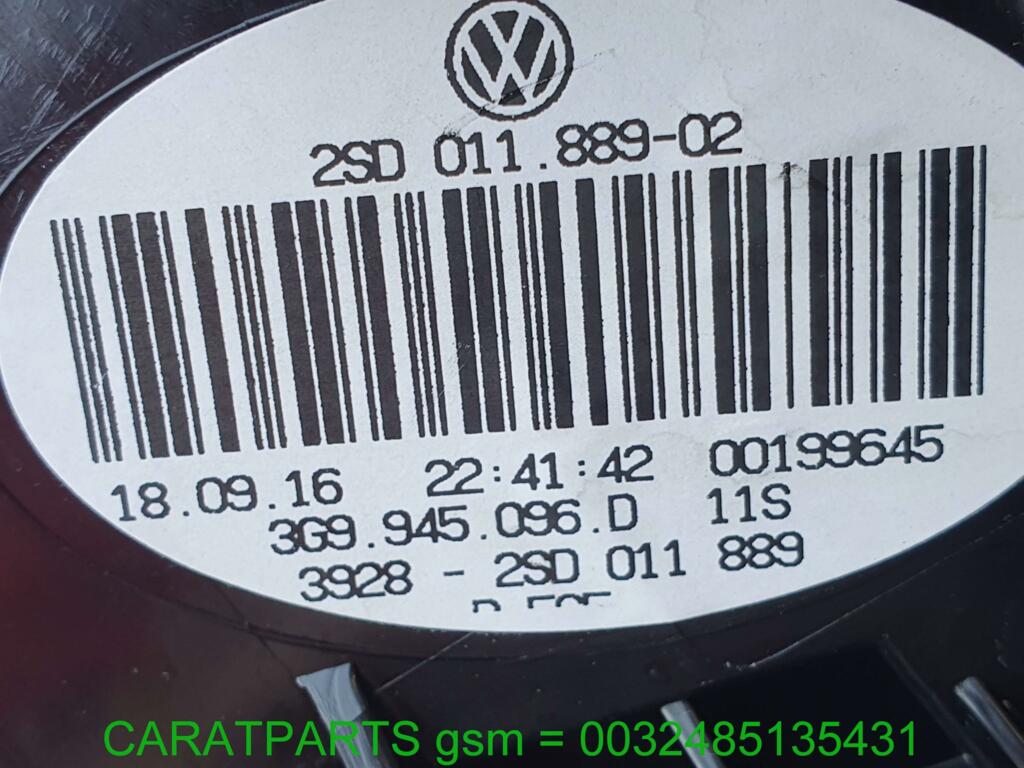 2SD 011.889-02
18.09.16 22:41:42 00199645
3G9.945.096.D 11S
3928 - 2SD 011 889
CARATPARTS gsm = 0032485135431